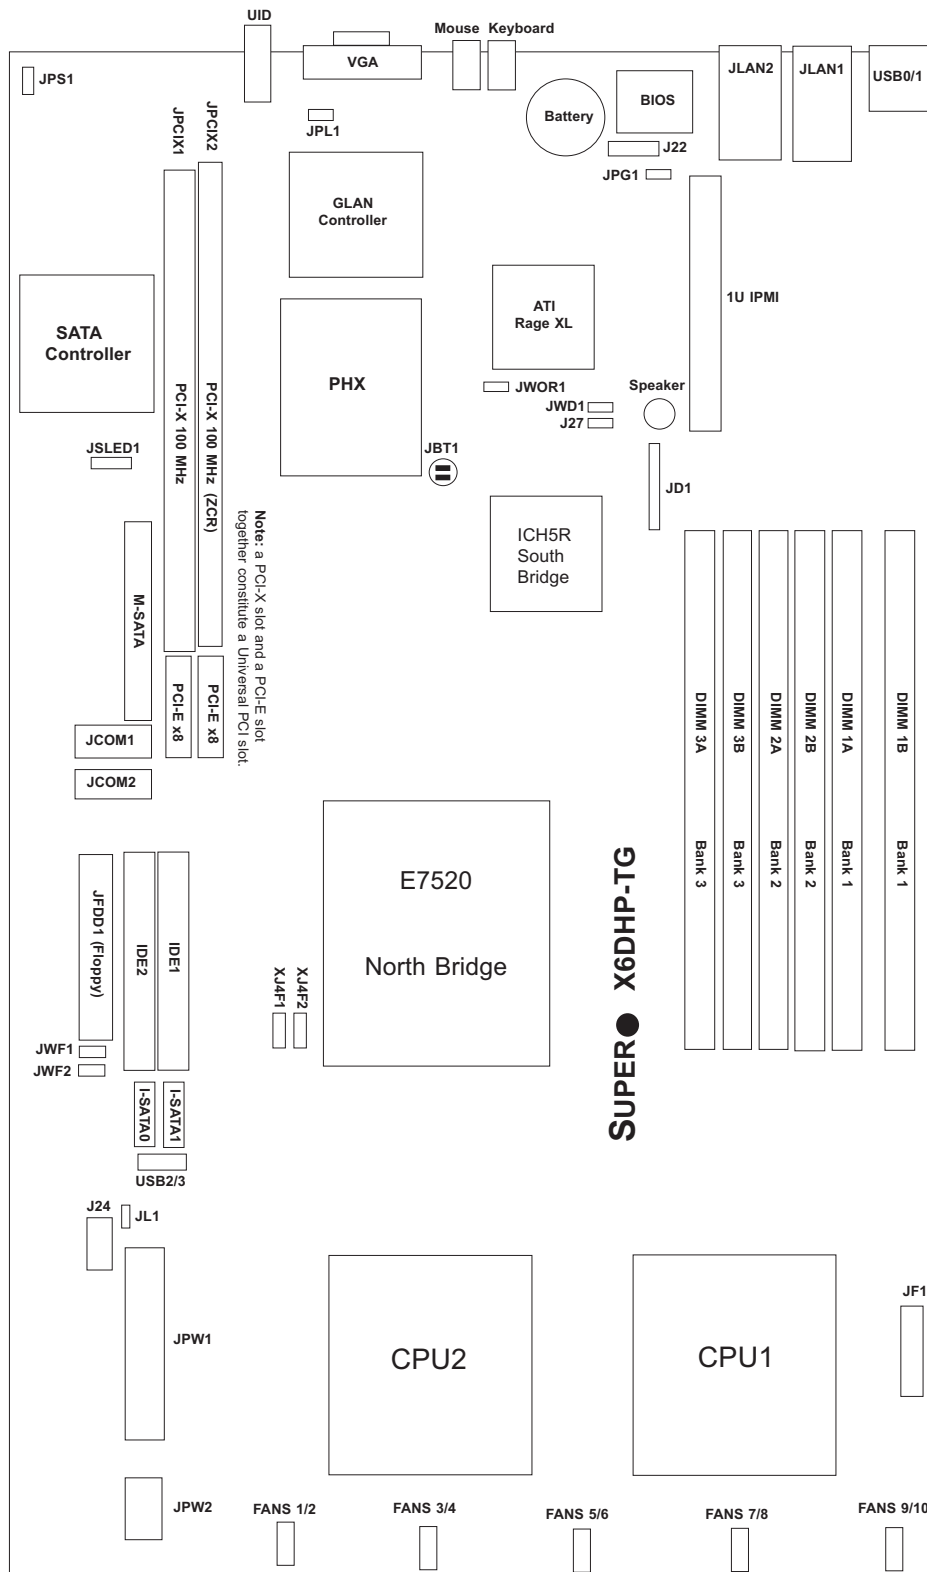 UID
Mouse Keyboard
JPS1
VGA
JLAN2
JLAN1
USB0/1
JPCIX1
JPCIX2
JPL1
Battery
BIOS
J22
JPG1
GLAN
Controller
1U IPMI
ATI
Rage XL
SATA
Controller
PHX
JWOR1
Speaker
JWD1
J27
PCI-X 100 MHz
PCI-X 100 MHz (ZCR)
JSLED1
JBT1
JD1
Note: a PCI-X slot and a PCI-E slot
together constitute a Universal PCI slot.
ICH5R
South
Bridge
M-SATA
PCI-E x8
PCI-E x8
DIMM 3A
DIMM 3B
DIMM 2A
DIMM 2B
DIMM 1A
DIMM 1B
JCOM1
JCOM2
Bank 3
Bank 3
Bank 2
Bank 2
Bank 1
Bank 1
E7520
North Bridge
SUPER X6DHP-TG
JFDD1 (Floppy)
IDE2
IDE1
XJ4F1
XJ4F2
JWF1
JWF2
I-SATA0
I-SATA1
USB2/3
J24
JL1
JF1
JPW1
CPU2
CPU1
JPW2
FANS 1/2
FANS 3/4
FANS 5/6
FANS 7/8
FANS 9/10